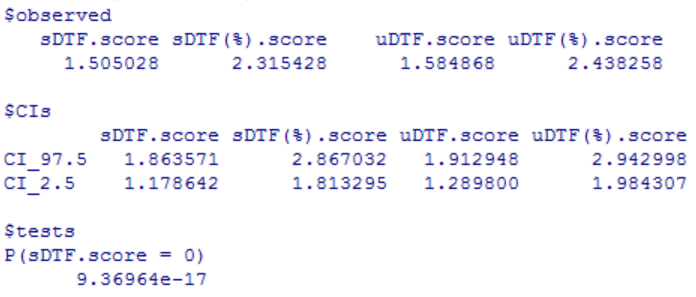 $observed
sDTF.score sDTF(%).score uDTF.score uDTF(%).score
1.505028 2.315428 1.584868 2.438258
$CIs
sDTF.score sDTF(%).score uDTF.score uDTF(%).score
CI_97.5 1.863571 2.867032 1.912948 2.942998
CI_2.5 1.178642 1.813295 1.289800 1.984307
$tests
P(sDTF.score = 0)
9.36964e-17